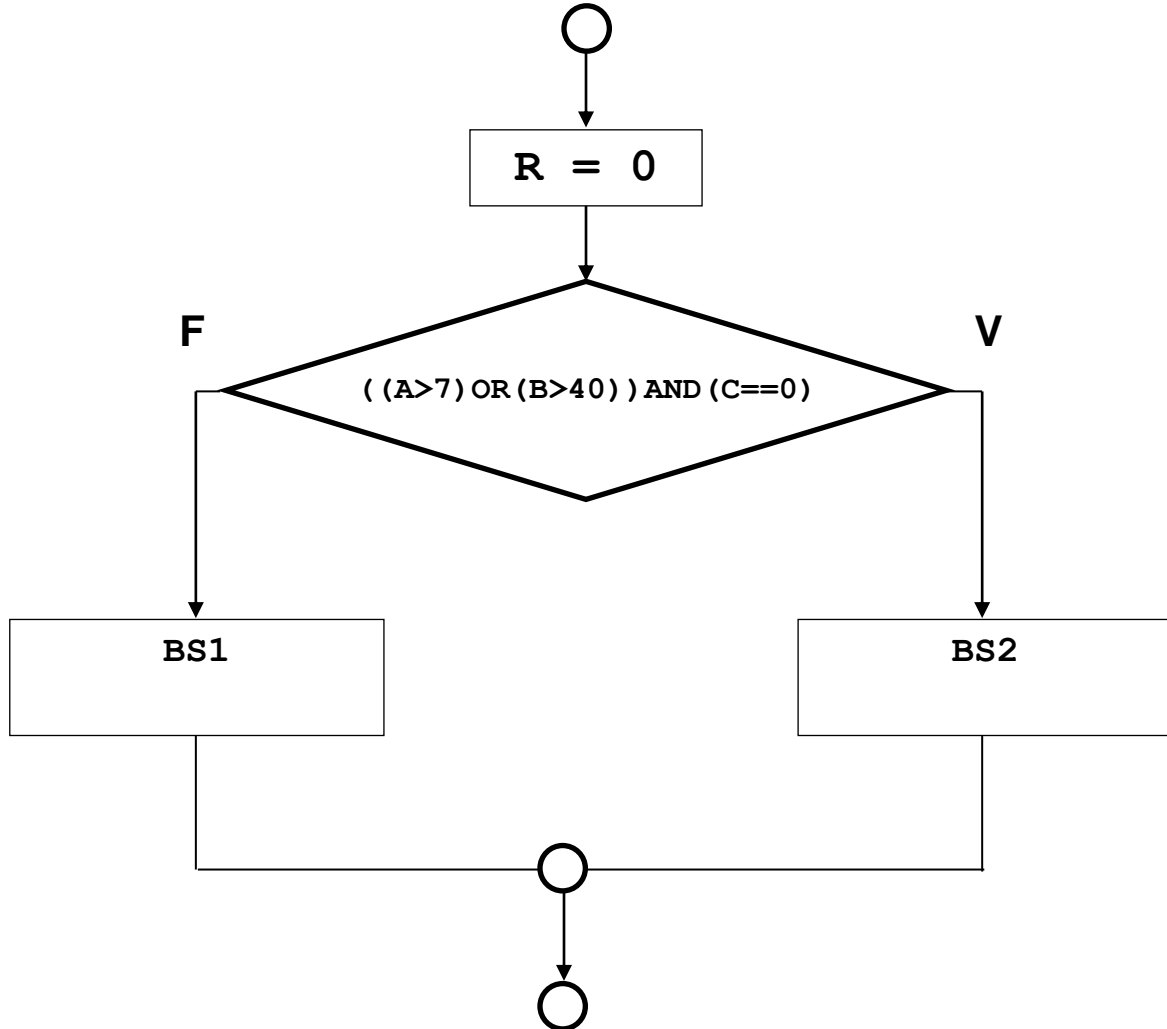 R = 0
F
V
((A>7)OR(B>40))AND(C==0)
BS1
BS2